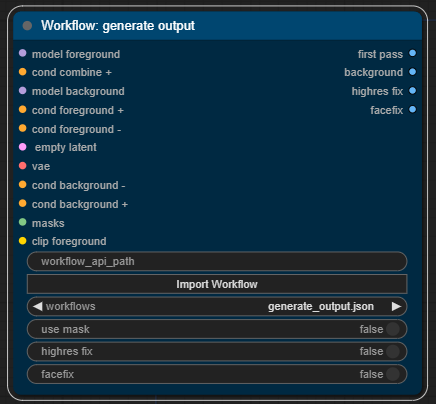 Workflow: generate output
model foreground first pass
cond combine + background
model background highres fix
cond foreground + facefix
cond foreground -
empty latent
vae
cond background -
cond background +
masks
clip foreground
workflow_api_path
Import Workflow
workflows generate_output.json
use mask false
highres fix false
facefix false